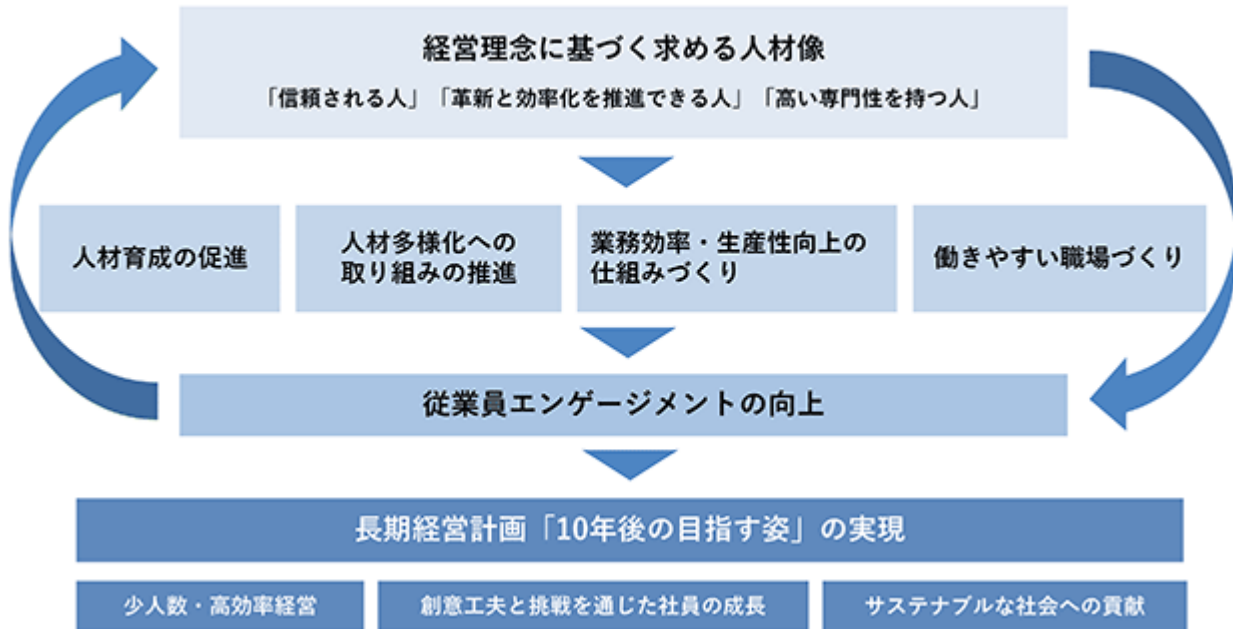 経営理念に基づく求める人材像
「信頼される人」「革新と効率化を推進できる人」「高い専門性を持つ人」
人材育成の促進
人材多様化への
取り組みの推進
業務効率・生産性向上の
仕組みづくり
働きやすい職場づくり
従業員エンゲージメントの向上
長期経営計画「10年後の目指す姿」の実現
少人数・高効率経営
創意工夫と挑戦を通じた社員の成長
サステナブルな社会への貢献